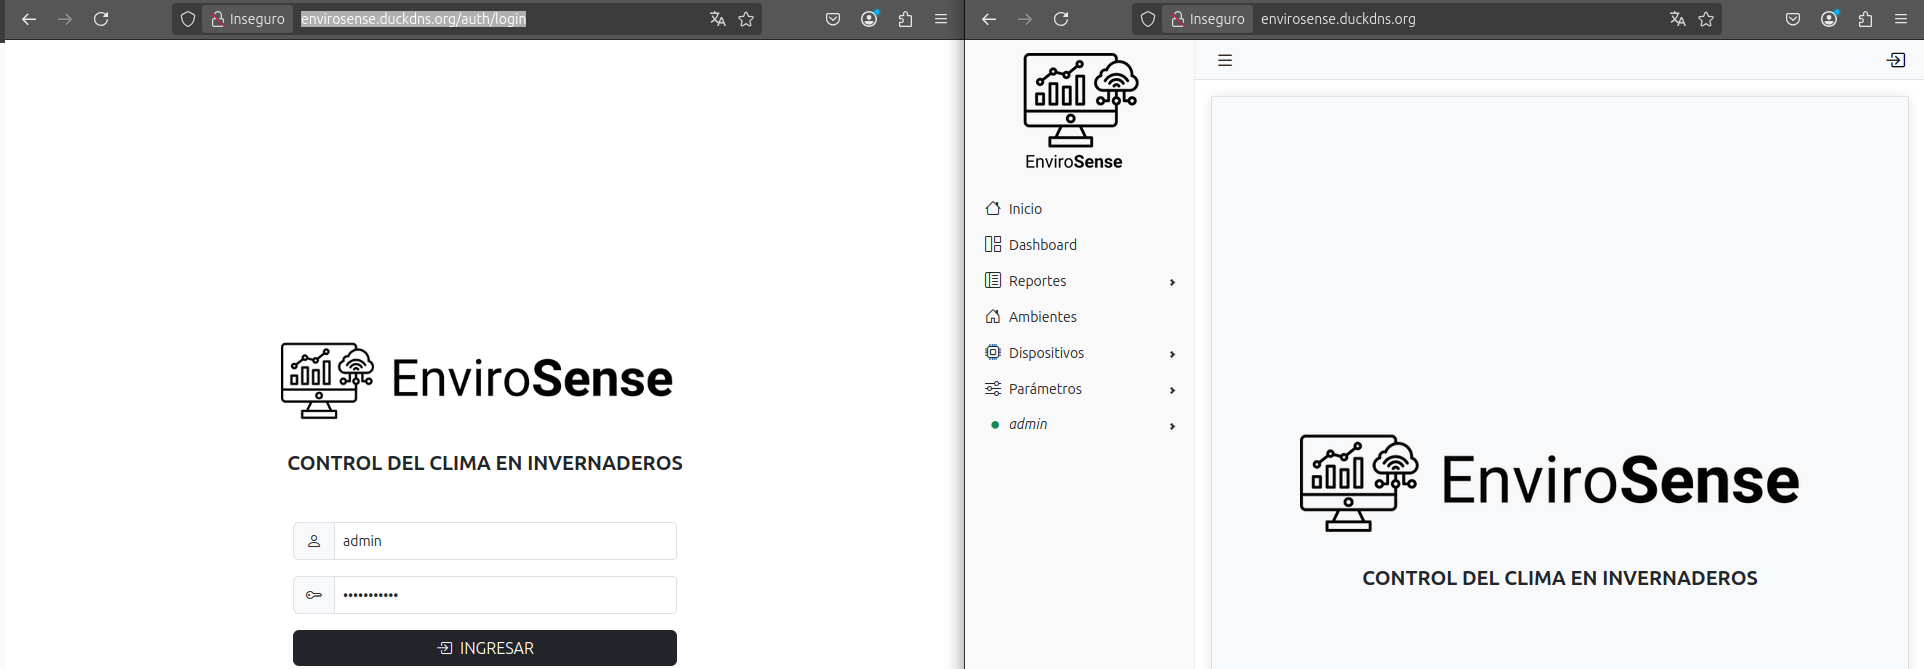 Inseguro
envirosense.duckdns.org/auth/login
EnviroSense
CONTROL DEL CLIMA EN INVERNADEROS
admin
•••••••••••
INGRESAR
Inseguro
envirosense.duckdns.org
EnviroSense
Inicio
Dashboard
Reportes
Ambientes
Dispositivos
Parámetros
admin
EnviroSense
CONTROL DEL CLIMA EN INVERNADEROS